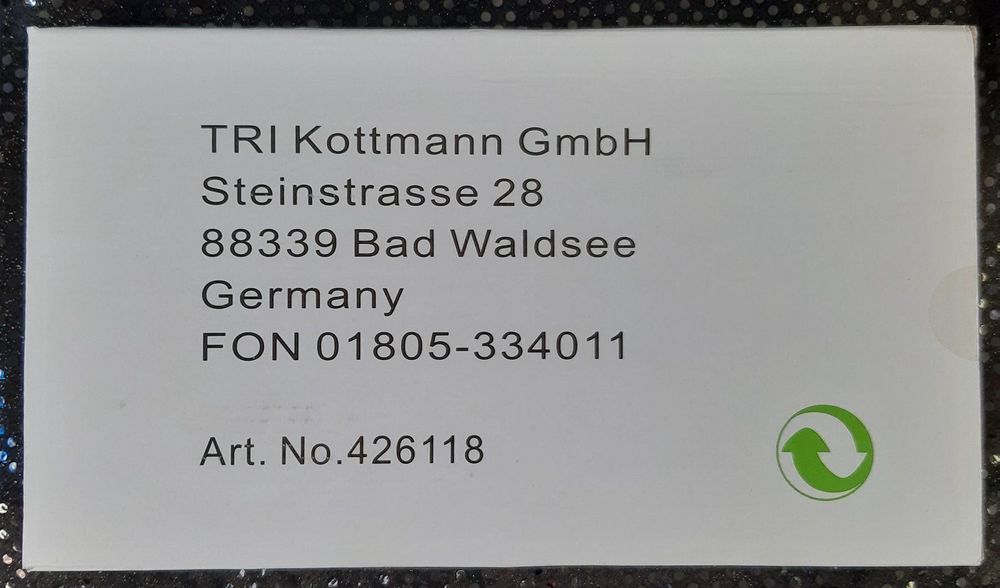 TRI Kottmann GmbH
Steinstrasse 28
88339 Bad Waldsee
Germany
FON 01805-334011
Art. No.426118